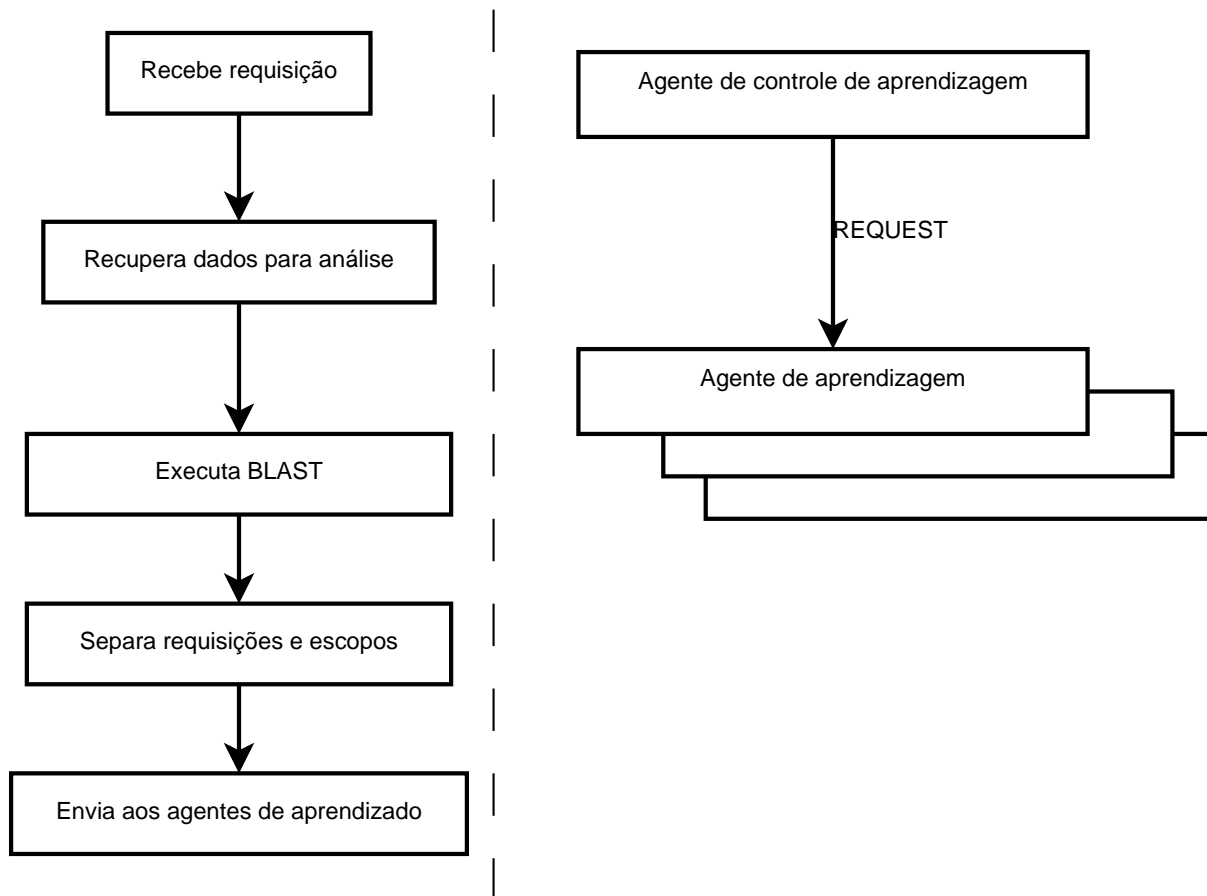 Recebe requisição
Recupera dados para análise
Executa BLAST
Separa requisições e escopos
Envia aos agentes de aprendizado
Agente de controle de aprendizagem
REQUEST
Agente de aprendizagem